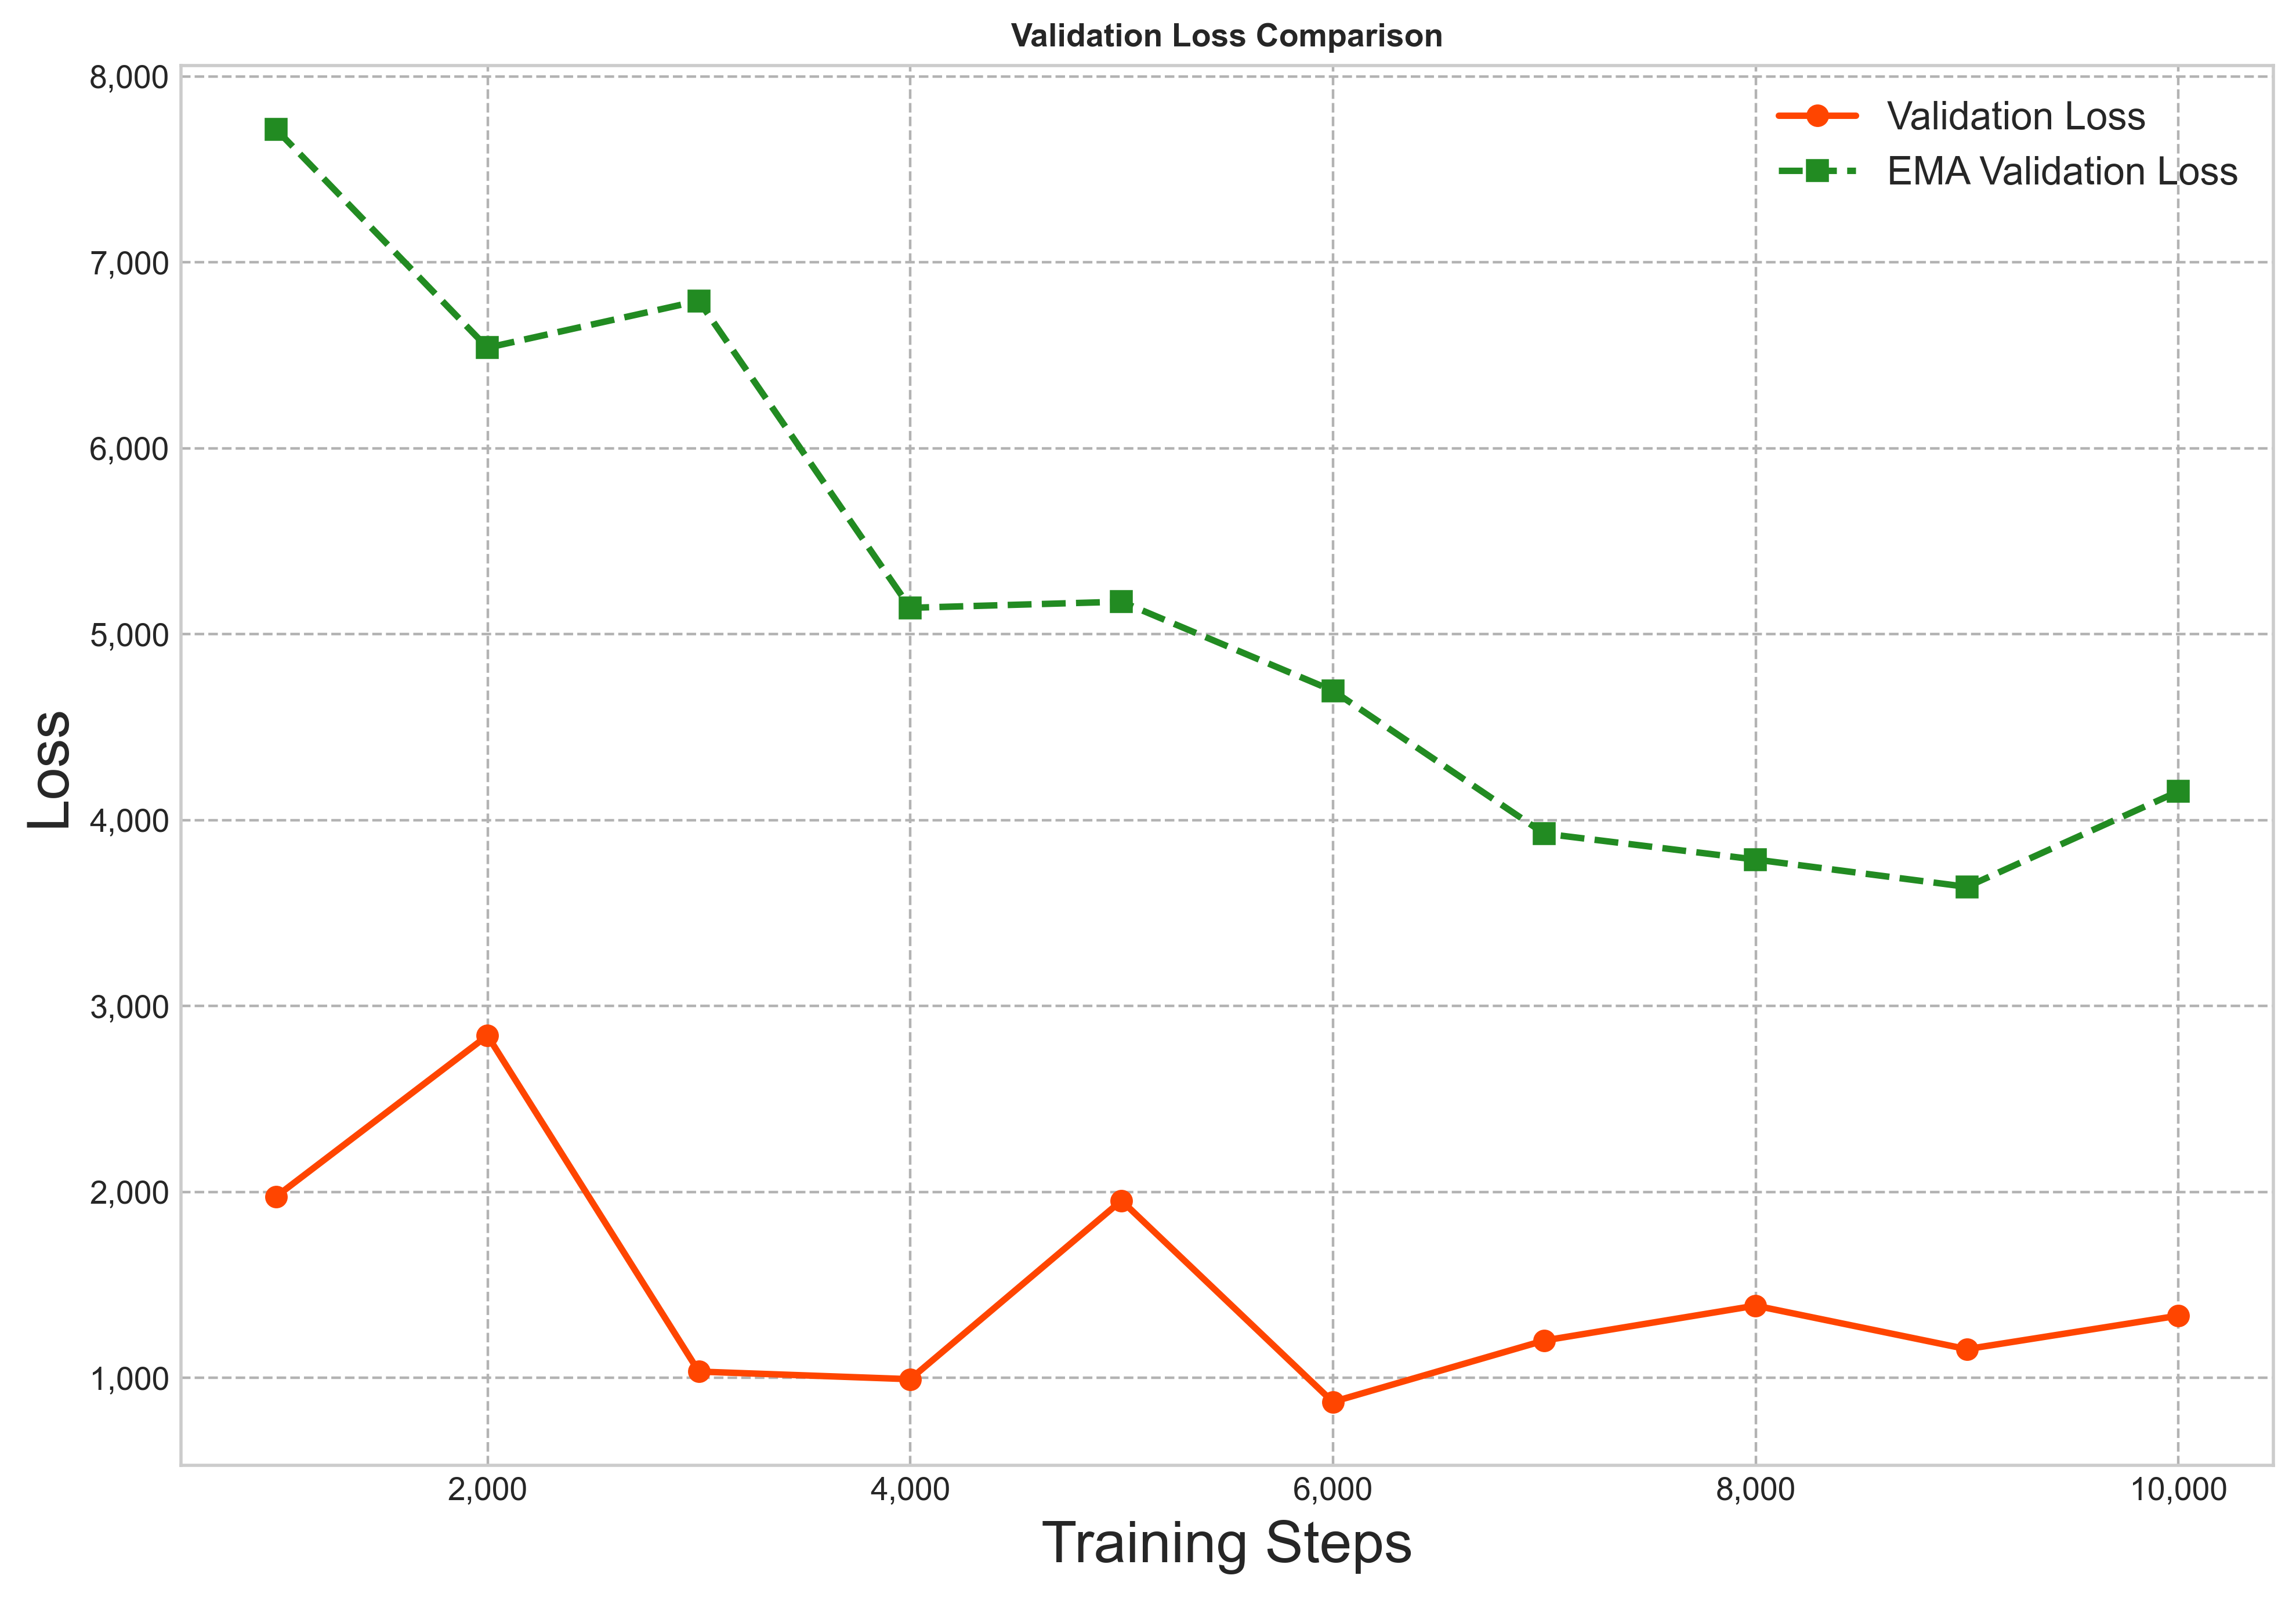 Validation Loss Comparison
8,000
7,000
6,000
5,000
4,000
3,000
2,000
1,000
Loss
Validation Loss
EMA Validation Loss
2,000
4,000
6,000
8,000
10,000
Training Steps